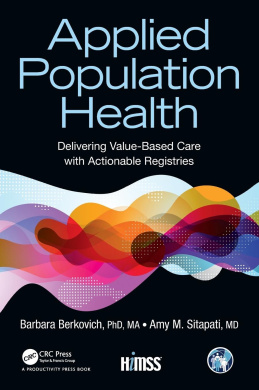 Applied
Population
Health
Delivering Value-Based Care
with Actionable Registries
Barbara Berkovich, PhD, MA • Amy M. Sitapati, MD
CRC
CRC Press
Taylor & Francis Group
A PRODUCTIVITY PRESS BOOK
HiMSS